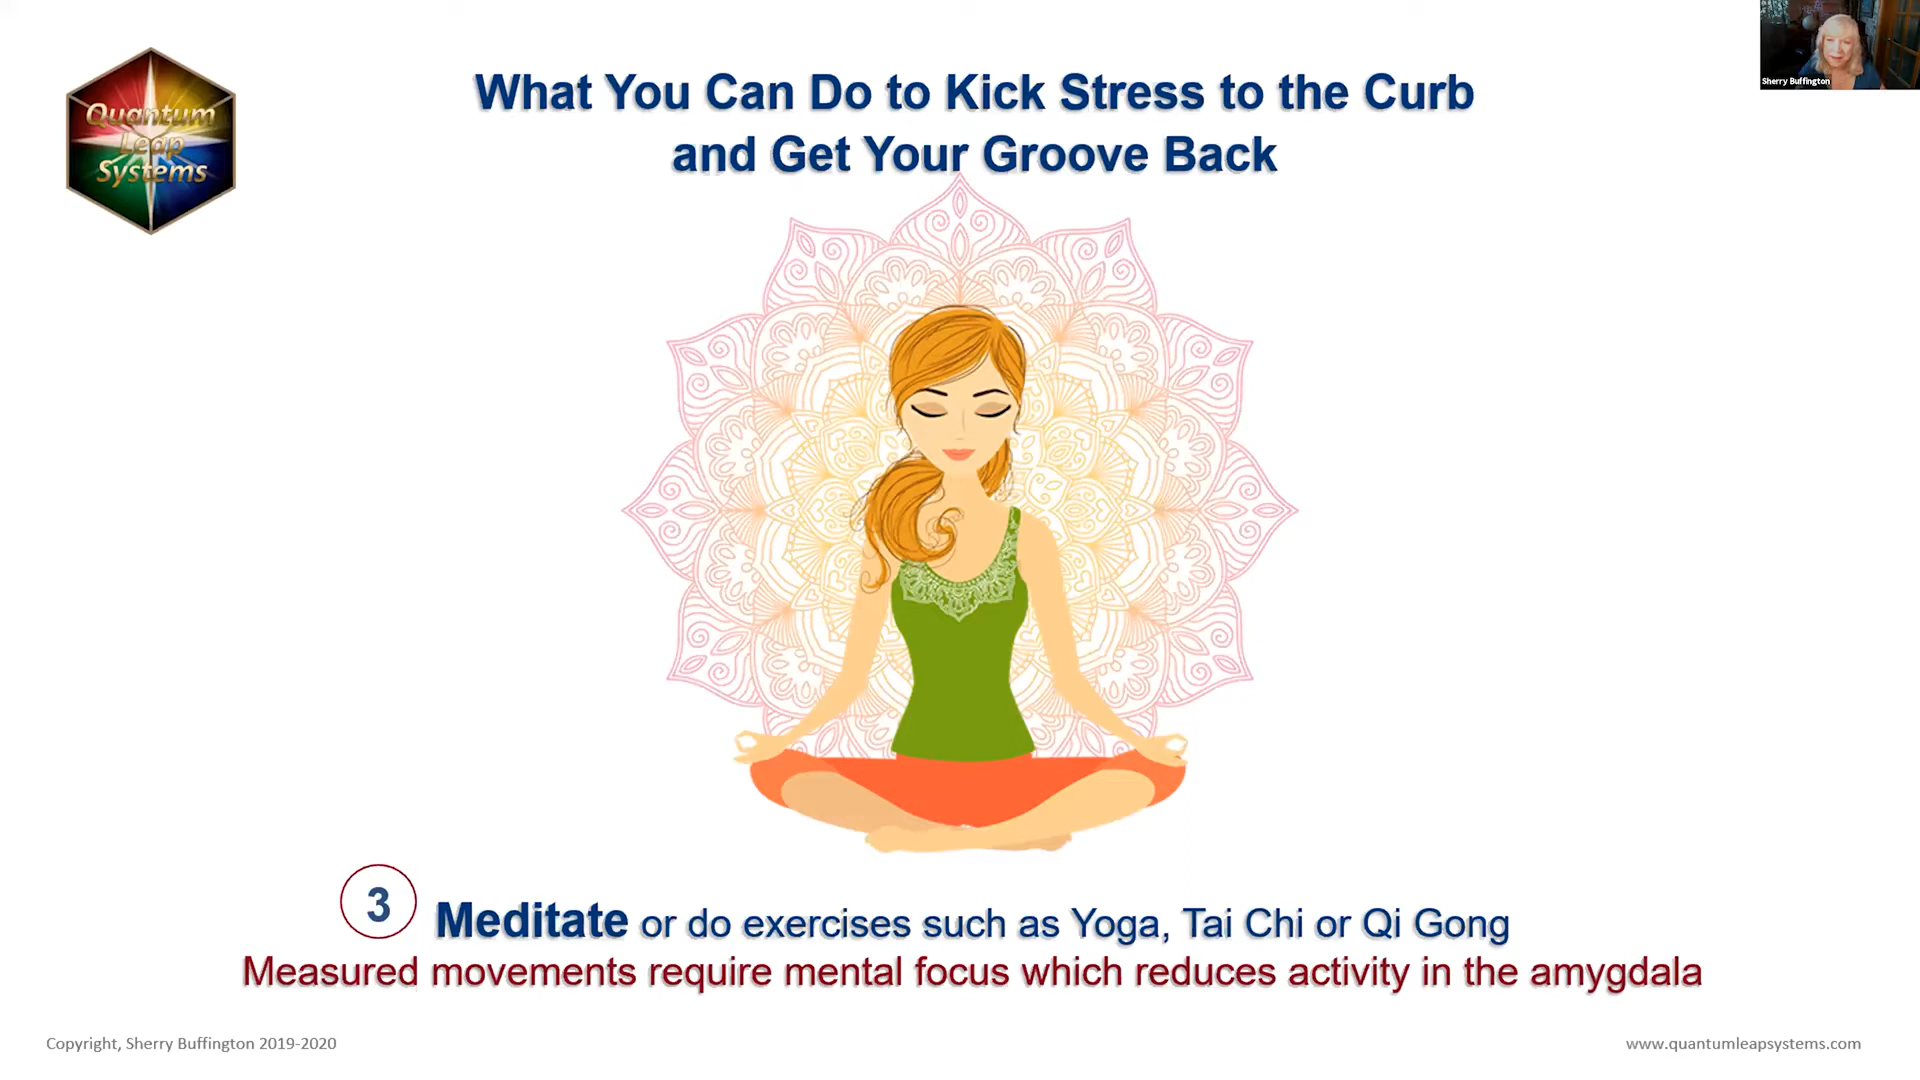 Quantum
Leap
Systems
What You Can Do to Kick Stress to the Curb
and Get Your Groove Back
Sherry Buffington
3
Meditate or do exercises such as Yoga, Tai Chi or Qi Gong
Measured movements require mental focus which reduces activity in the amygdala
Copyright, Sherry Buffington 2019-2020
www.quantumleapsystems.com